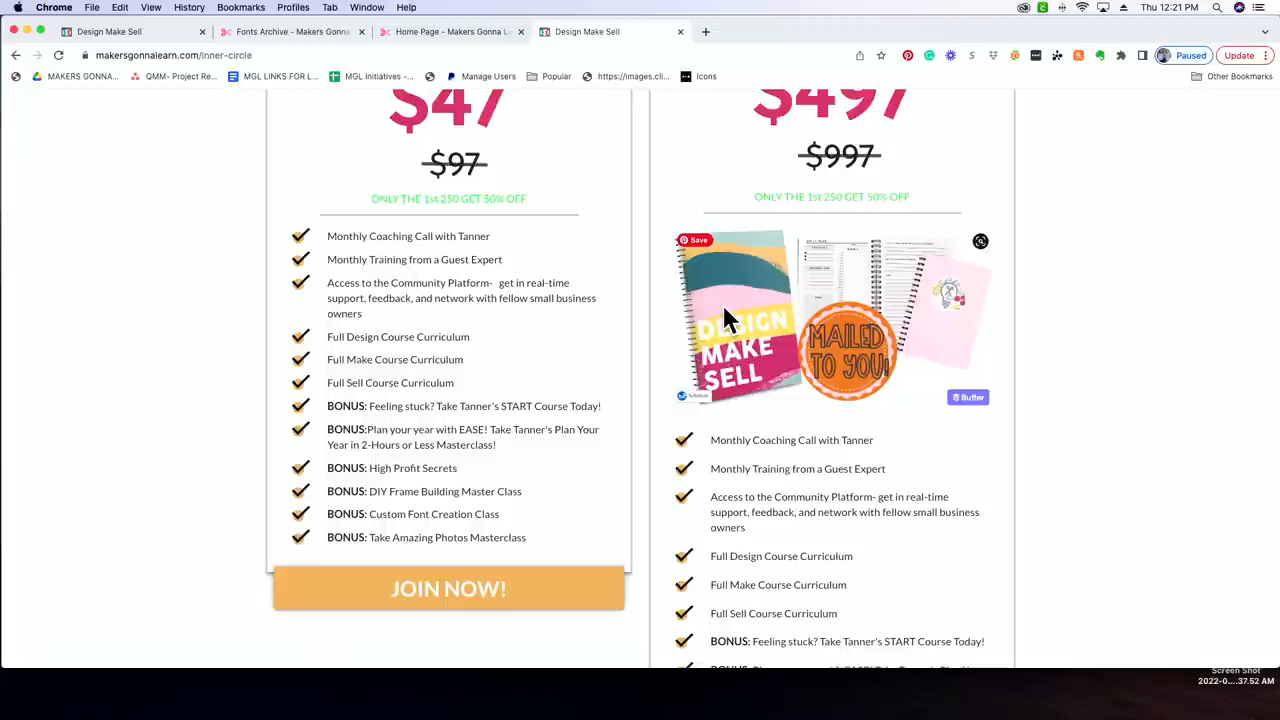 Chrome File Edit View History Bookmarks Profiles Tab Window Help
Thu 12:21 PM
Design Make Sell
Fonts Archive - Makers Gonna
Home Page - Makers Gonna L
Design Make Sell
makersgonnalearn.com/inner-circle
Paused
Update
MAKERS GONNA...
QMM- Project Re...
MGL LINKS FOR L...
MGL Initiatives -...
Manage Users
Popular
https://images.cli...
Icons
Other Bookmarks
$47
$97
ONLY THE 1st 250 GET 50% OFF
Monthly Coaching Call with Tanner
Monthly Training from a Guest Expert
Access to the Community Platform- get in real-time
support, feedback, and network with fellow small business
owners
Full Design Course Curriculum
Full Make Course Curriculum
Full Sell Course Curriculum
BONUS: Feeling stuck? Take Tanner's START Course Today!
BONUS:Plan your year with EASE! Take Tanner's Plan Your
Year in 2-Hours or Less Masterclass!
BONUS: High Profit Secrets
BONUS: DIY Frame Building Master Class
BONUS: Custom Font Creation Class
BONUS: Take Amazing Photos Masterclass
JOIN NOW!
$497
$997
ONLY THE 1st 250 GET 50% OFF
Save
DESIGN
MAKE
SELL
MAILED
TO YOU!
Buffer
Monthly Coaching Call with Tanner
Monthly Training from a Guest Expert
Access to the Community Platform- get in real-time
support, feedback, and network with fellow small business
owners
Full Design Course Curriculum
Full Make Course Curriculum
Full Sell Course Curriculum
BONUS: Feeling stuck? Take Tanner's START Course Today!
Screen Shot
2022-0....37.52 AM